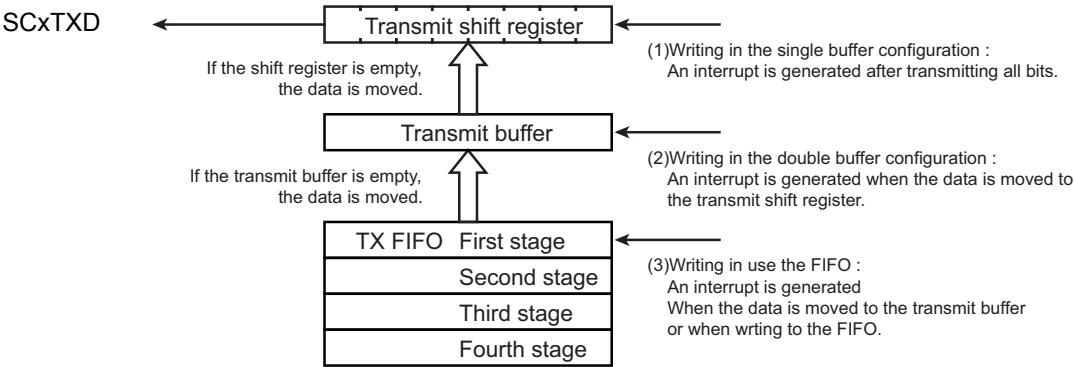 SCxTXD
Transmit shift register
(1)Writing in the single buffer configuration :
An interrupt is generated after transmitting all bits.
If the shift register is empty,
the data is moved.
Transmit buffer
(2)Writing in the double buffer configuration :
An interrupt is generated when the data is moved to
the transmit shift register.
If the transmit buffer is empty,
the data is moved.
TX FIFO First stage
Second stage
Third stage
Fourth stage
(3)Writing in use the FIFO :
An interrupt is generated
When the data is moved to the transmit buffer
or when wrting to the FIFO.